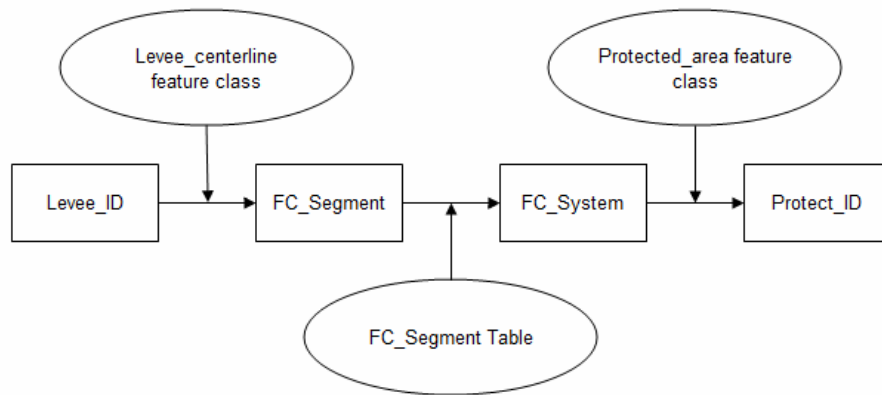 Levee_centerline
feature class
Protected_area feature
class
Levee_ID
FC_Segment
FC_System
Protect_ID
FC_Segment Table